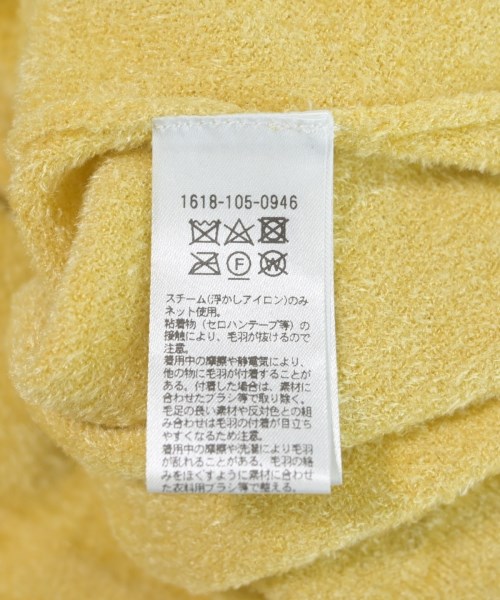 1618-105-0946
F W
スチーム(浮かしアイロン)のみ
ネット使用。
粘着物（セロハンテープ等）の
接触により、毛羽が抜けるので
注意。
着用中の摩擦や静電気により、
他の物に毛羽が付着することが
ある。付着した場合は、素材に
合わせたブラシ等で取り除く。
毛足の長い素材や反対色との組
み合わせは毛羽の付着が目立ち
やすくなるため注意。
着用中の摩擦や洗濯により毛羽
が乱れることがある。毛羽の絡
みをほぐすように素材に合わせ
た衣料用ブラシ等で整える。